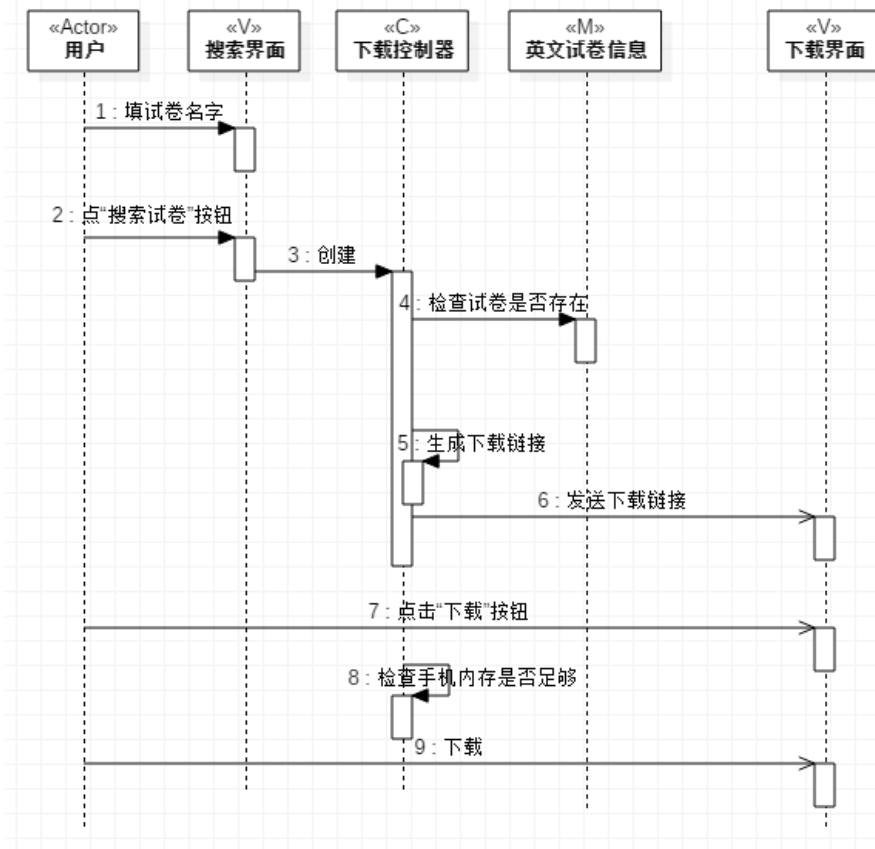 «Actor»
用户
«V»
搜索界面
«C»
下载控制器
«M»
英文试卷信息
«V»
下载界面
1 : 填试卷名字
2 : 点“搜索试卷”按钮
3 : 创建
4 : 检查试卷是否存在
5 : 生成下载链接
6 : 发送下载链接
7 : 点击“下载”按钮
8 : 检查手机内存是否足够
9 : 下载